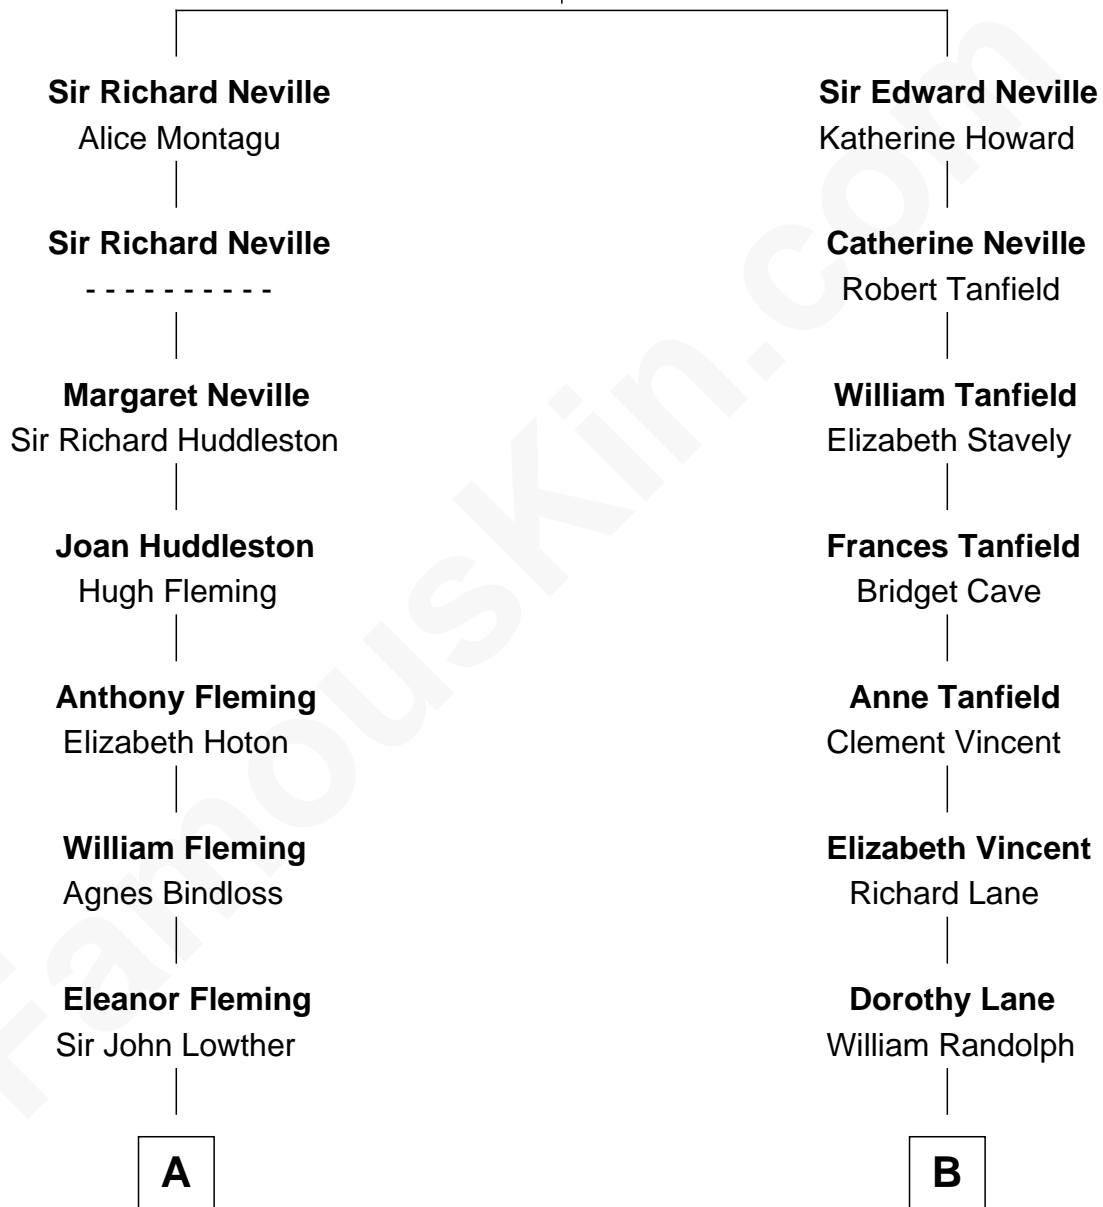 Sir Richard Neville
Alice Montagu
Sir Richard Neville
- - - - - - - - - -
Margaret Neville
Sir Richard Huddleston
Joan Huddleston
Hugh Fleming
Anthony Fleming
Elizabeth Hoton
William Fleming
Agnes Bindloss
Eleanor Fleming
Sir John Lowther
A
Sir Edward Neville
Katherine Howard
Catherine Neville
Robert Tanfield
William Tanfield
Elizabeth Stavely
Frances Tanfield
Bridget Cave
Anne Tanfield
Clement Vincent
Elizabeth Vincent
Richard Lane
Dorothy Lane
William Randolph
B
FamousKin.com